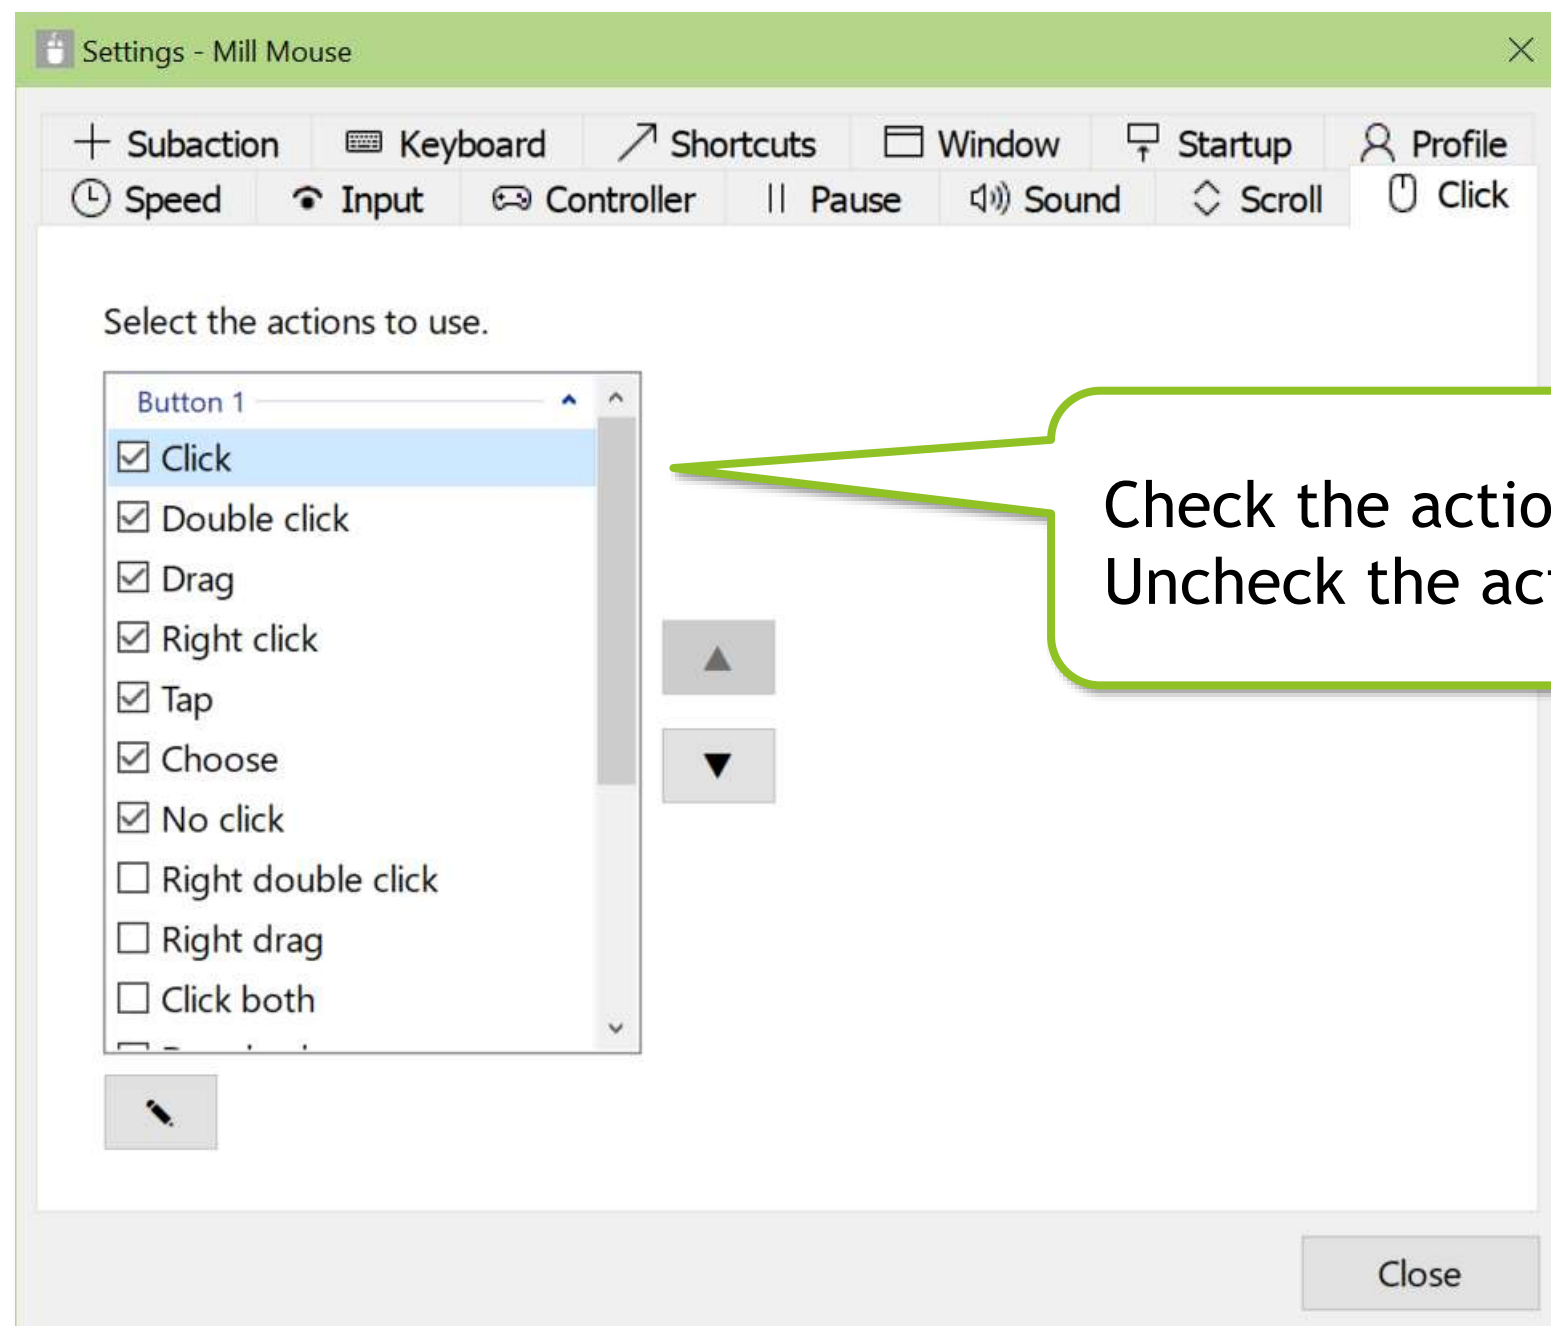 Settings - Mill Mouse
Subaction Keyboard Shortcuts Window Startup Profile
Speed Input Controller Pause Sound Scroll Click
Select the actions to use.
Button 1
Click
Double click
Drag
Right click
Tap
Choose
No click
Right double click
Right drag
Click both
Check the
Uncheck the
Close